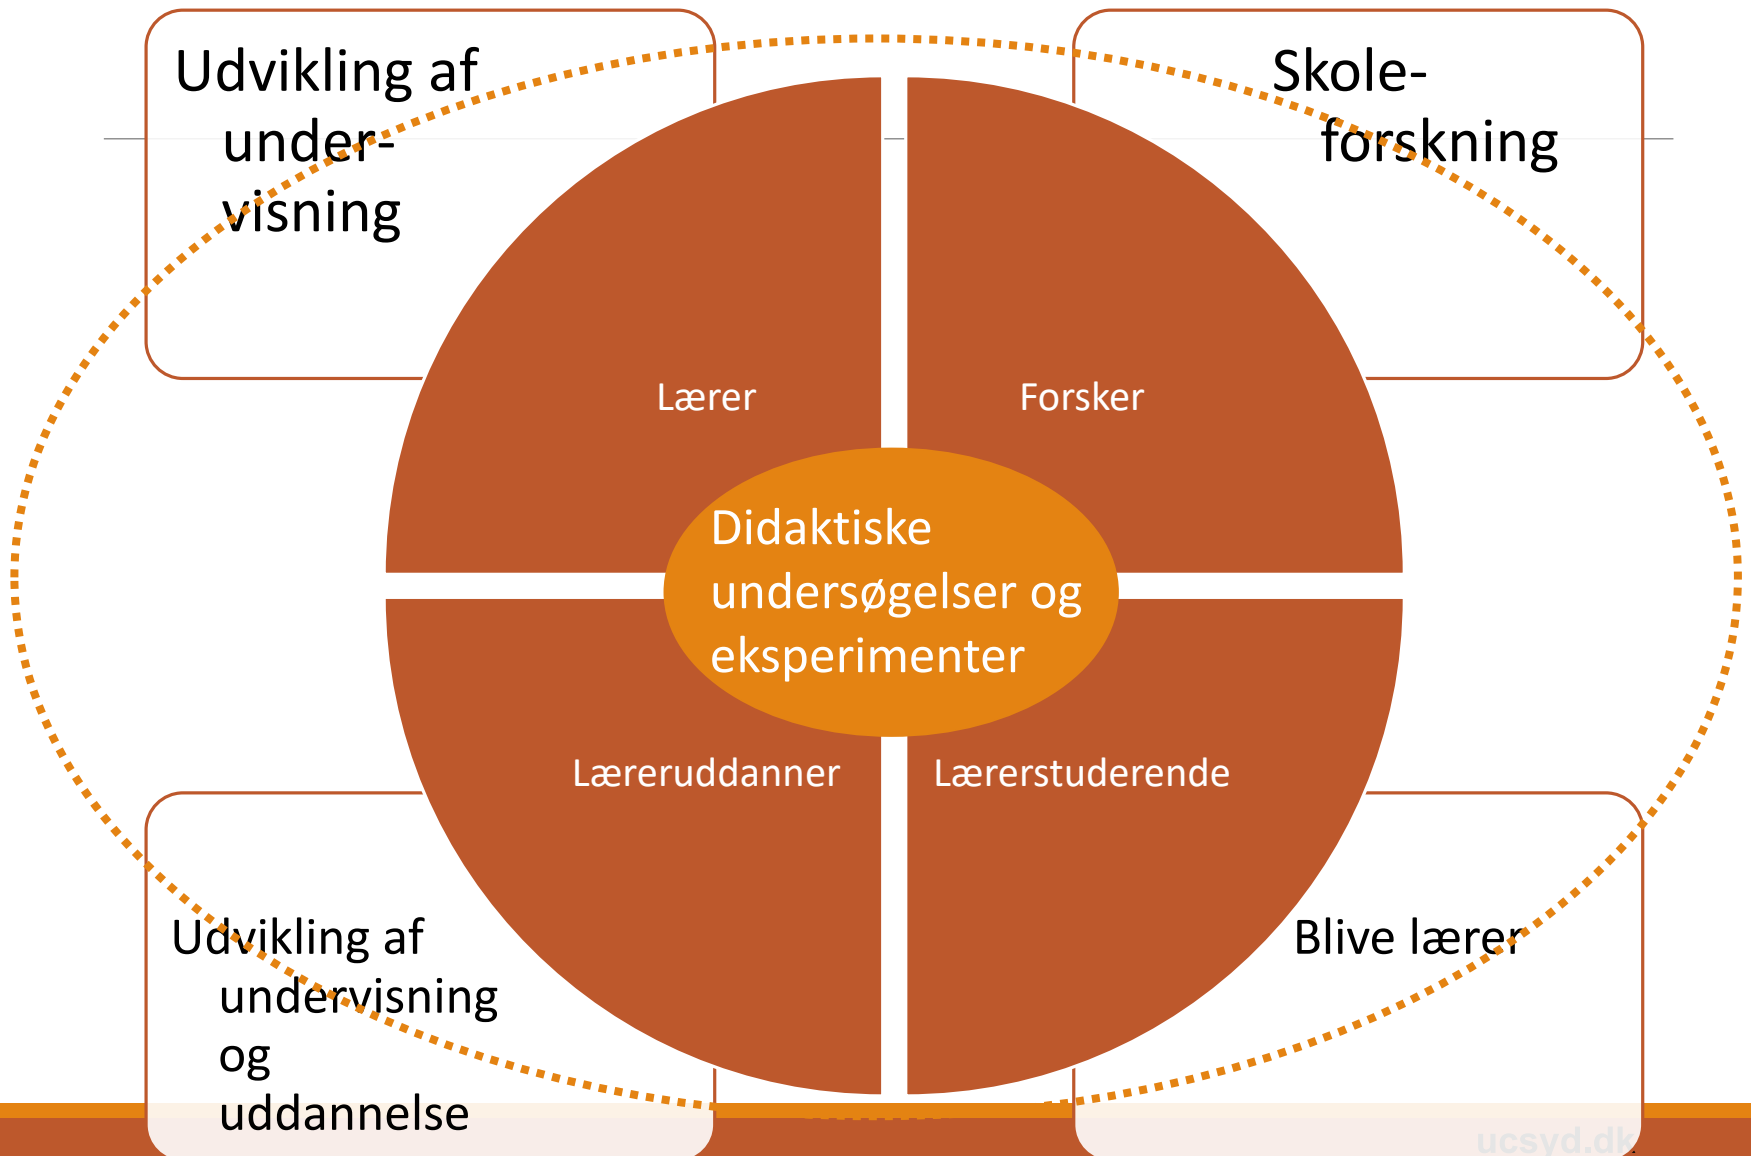 Udvikling af
under-
visning
Skole-
forskning
Lærer
Forsker
Didaktiske
undersøgelser og
eksperimenter
Læreruddanner
Lærerstuderende
Udvikling af
undervisning
og
uddannelse
Blive lærer
ucsyd.dk